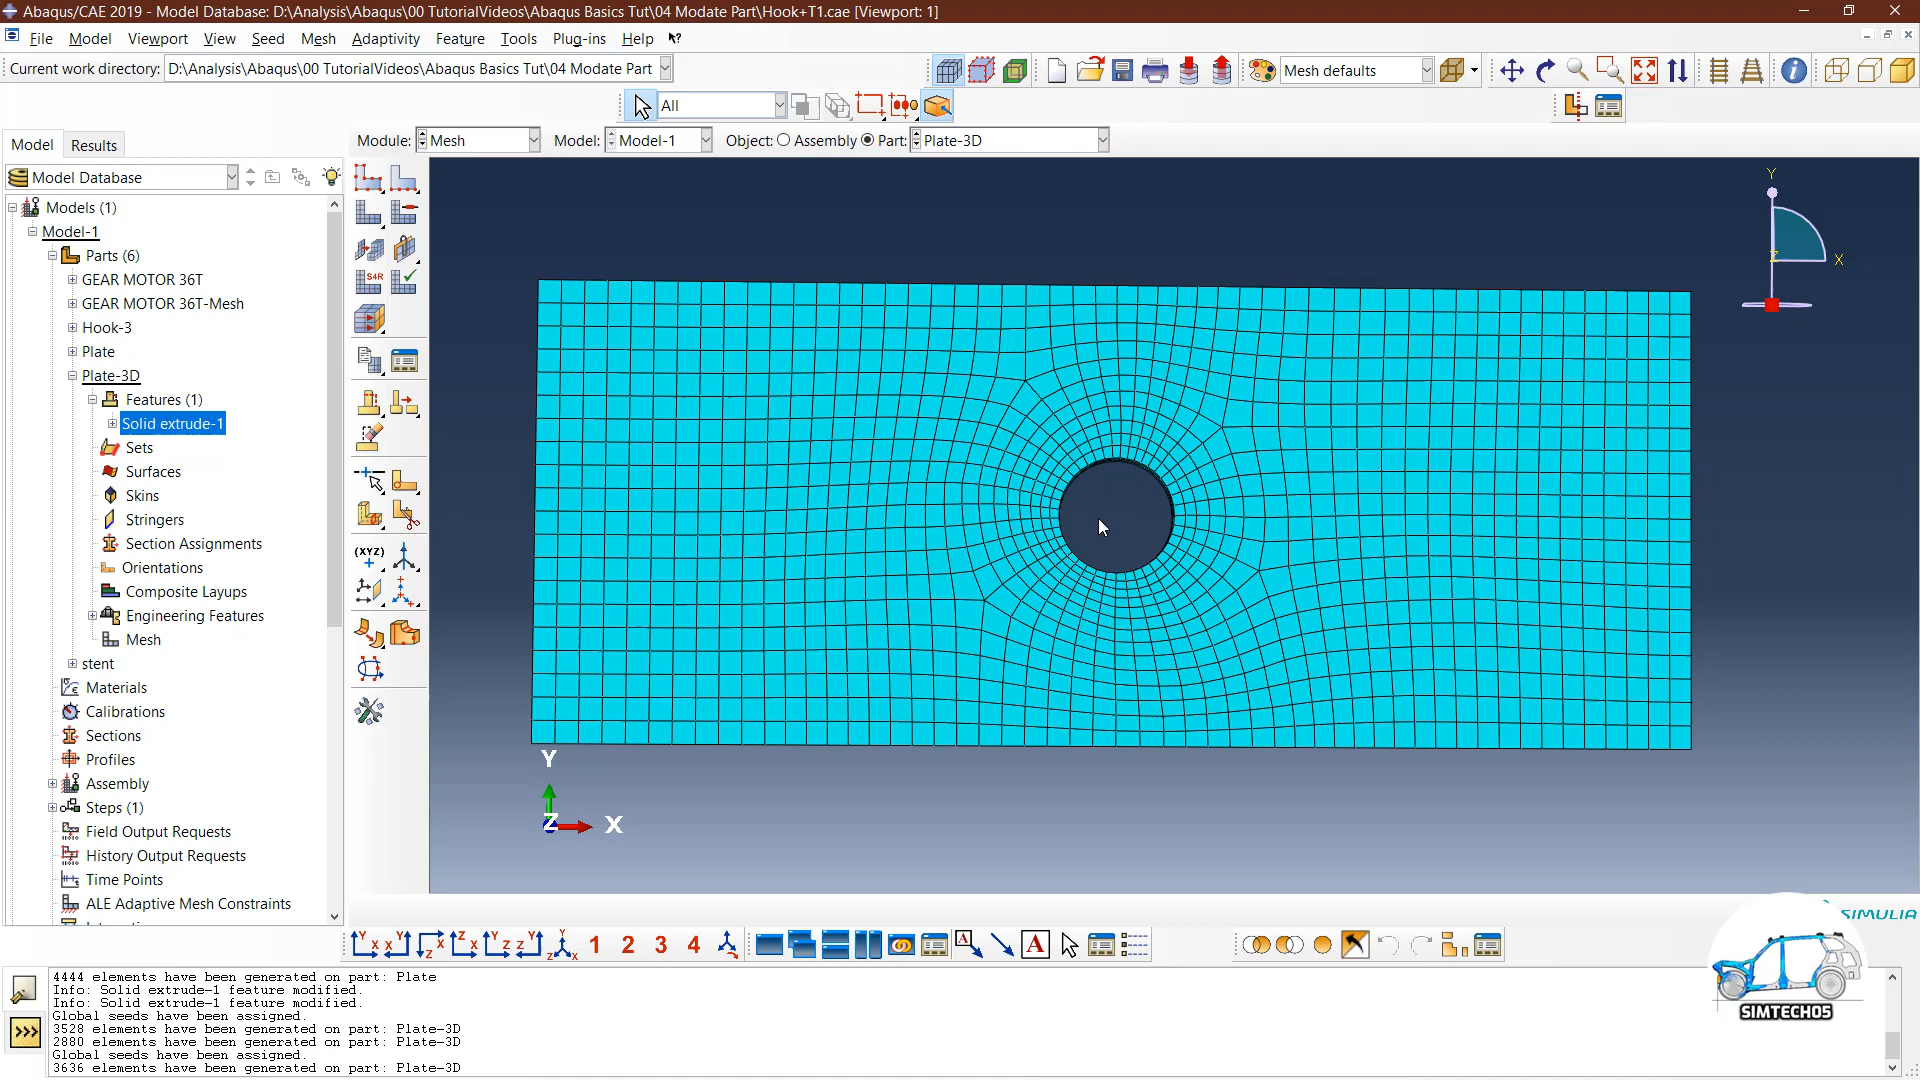 Abaqus/CAE 2019 - Model Database: D:\Analysis\Abaqus\00 TutorialVideos\Abaqus Basics Tut\04 Modate Part\Hook+T1.cae [Viewport: 1]
File Model Viewport View Seed Mesh Adaptivity Feature Tools Plug-ins Help
Current work directory: D:\Analysis\Abaqus\00 TutorialVideos\Abaqus Basics Tut\04 Modate Part
Mesh defaults
All
Model Results
Module: Mesh Model: Model-1 Object: Assembly Part: Plate-3D
Model Database
Models (1)
Model-1
Parts (6)
GEAR MOTOR 36T
GEAR MOTOR 36T-Mesh
Hook-3
Plate
Plate-3D
Features (1)
Solid extrude-1
Sets
Surfaces
Skins
Stringers
Section Assignments
Orientations
Composite Layups
Engineering Features
Mesh
stent
Materials
Calibrations
Sections
Profiles
Assembly
Steps (1)
Field Output Requests
History Output Requests
Time Points
ALE Adaptive Mesh Constraints
S4R
(XYZ)
Y
Z
X
Y
Z
X
1 2 3 4
A
A
SIMULIA
SIMTECH05
4444 elements have been generated on part: Plate
Info: Solid extrude-1 feature modified.
Info: Solid extrude-1 feature modified.
Global seeds have been assigned.
3528 elements have been generated on part: Plate-3D
2880 elements have been generated on part: Plate-3D
Global seeds have been assigned.
3636 elements have been generated on part: Plate-3D
>>>